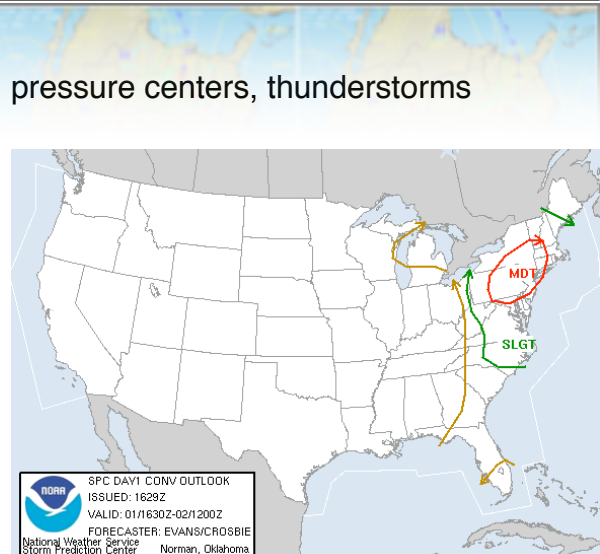 pressure centers, thunderstorms
MDT
SLGT
SPC DAY1 CONV OUTLOOK
ISSUED: 1629Z
VALID: 01/1630Z-02/1200Z
FORECASTER: EVANS/CROSBIE
National Weather Service
Storm Prediction Center Norman, Oklahoma
NOAA